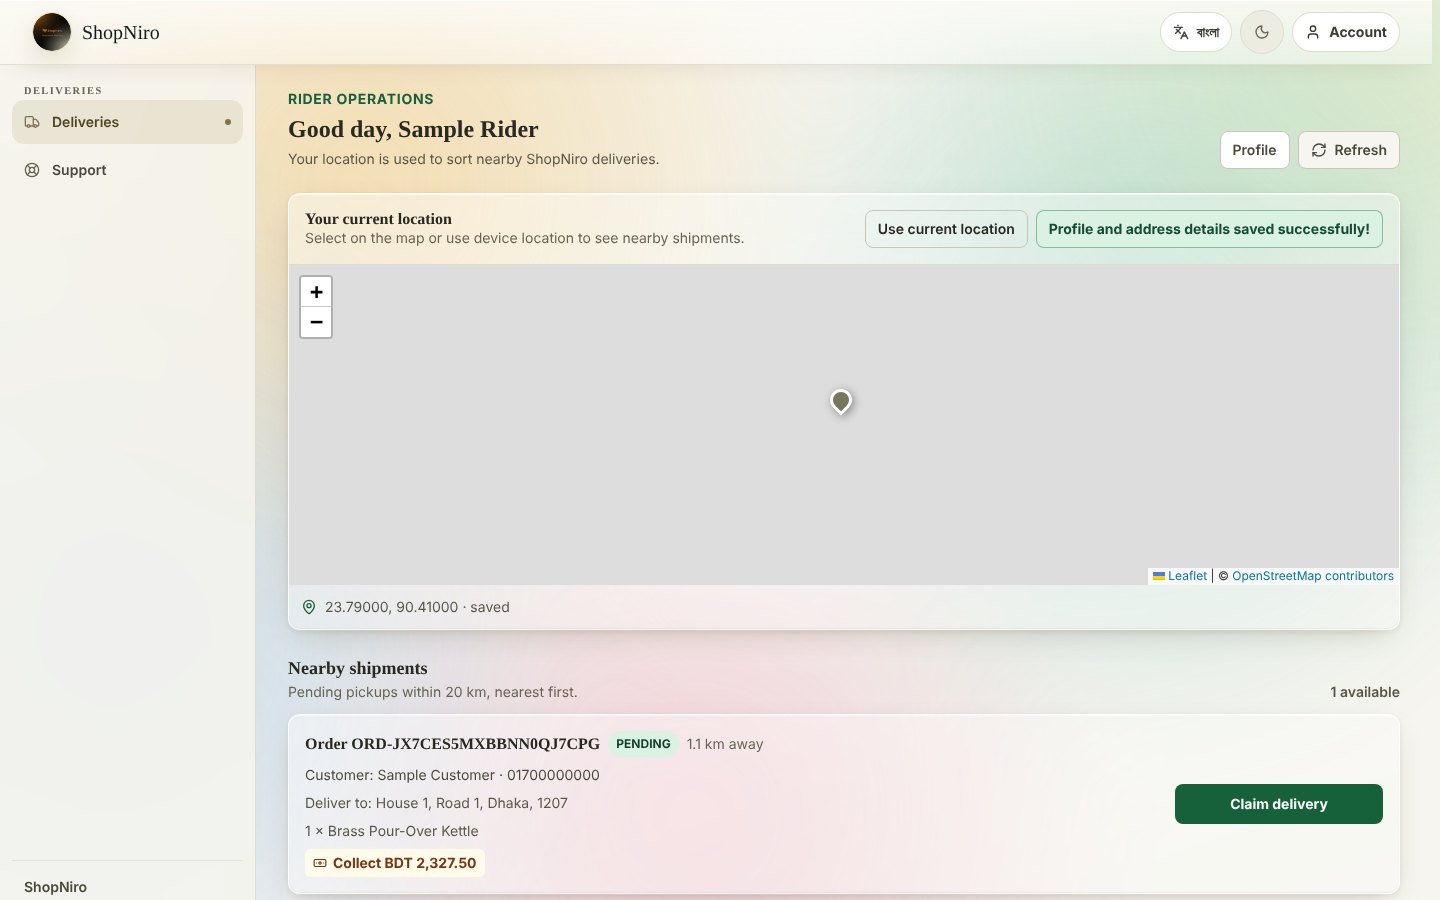 ShopNiro
বাংলা
Account
DELIVERIES
Deliveries
Support
ShopNiro
RIDER OPERATIONS
Good day, Sample Rider
Your location is used to sort nearby ShopNiro deliveries.
Profile
Refresh
Your current location
Select on the map or use device location to see nearby shipments.
Use current location
Profile and address details saved successfully!
+
−
Leaflet | © OpenStreetMap contributors
23.79000, 90.41000 · saved
Nearby shipments
Pending pickups within 20 km, nearest first.
1 available
Order ORD-JX7CES5MXBBNN0QJ7CPG PENDING 1.1 km away
Customer: Sample Customer · 01700000000
Deliver to: House 1, Road 1, Dhaka, 1207
1 × Brass Pour-Over Kettle
Collect BDT 2,327.50
Claim delivery